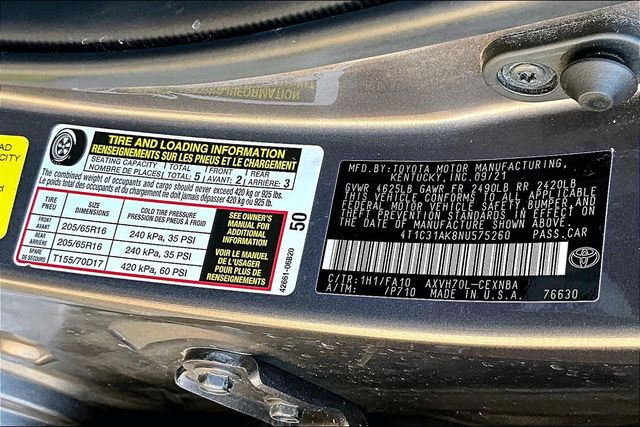 AD
CITY
TIRE AND LOADING INFORMATION
RENSEIGNEMENTS SUR LES PNEUS ET LE CHARGEMENT
SEATING CAPACITY TOTAL 5 FRONT 2 REAR 3
NOMBRE DE PLACES : TOTAL AVANT: ARRIÈRE:
The combined weight of occupants and cargo should never exceed 420 kg or 925 lbs.
Le poids total des occupants et du chargement ne doit jamais dépasser 420 kg ou 925 lb.
TIRE SIZE COLD TIRE PRESSURE
PNEU DIMENSIONS PRESSION DES PNEUS À FROID
FRONT AVANT 205/65R16 240 kPa, 35 PSI
REAR ARRIÈRE 205/65R16 240 kPa, 35 PSI
SPARE DE SECOURS T155/70D17 420 kPa, 60 PSI
SEE OWNER'S
MANUAL FOR
ADDITIONAL
INFORMATION
VOIR LE MANUEL
DE L'USAGER
POUR PLUS DE
RENSEIGNEMENTS
50
42661-06B20
MFD.BY:TOYOTA MOTOR MANUFACTURING,
KENTUCKY, INC.09/21
GVWR 4625LB GAWR FR 2490LB RR 2420LB
THIS VEHICLE CONFORMS TO ALL APPLICABLE
FEDERAL MOTOR VEHICLE SAFETY, BUMPER, AND
THEFT PREVENTION STANDARDS IN EFFECT ON
THE DATE OF MANUFACTURE SHOWN ABOVE.
4T1C31AK8NU575260 PASS.CAR
C/TR:1H1/FA10 AXVH70L-CEXNBA
A/TM: /P710 MADE IN U.S.A. 76630
TOYOTA